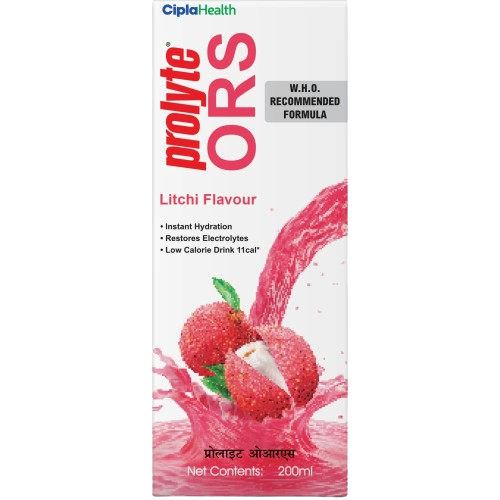 CiplaHealth
prolyte®
ORS
W.H.O.
RECOMMENDED
FORMULA
Litchi Flavour
• Instant Hydration
• Restores Electrolytes
• Low Calorie Drink 11cal*
प्रोलाइट ओआरएस
Net Contents: 200ml